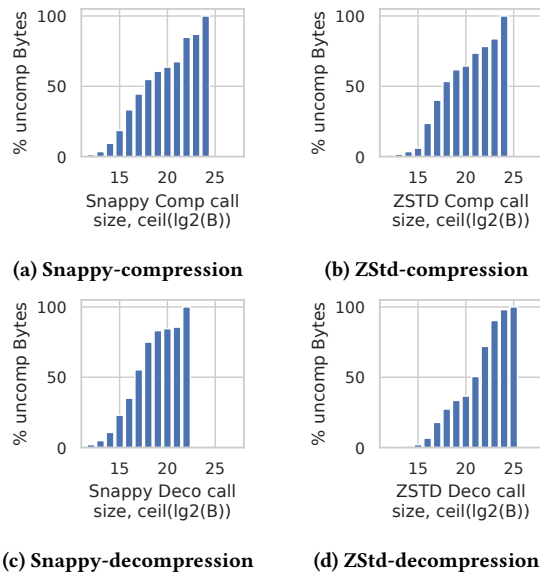 100
50
0
% uncomp Bytes
15 20 25
Snappy Comp call
size, ceil(lg2(B))
(a) Snappy-compression
100
50
0
% uncomp Bytes
15 20 25
ZSTD Comp call
size, ceil(lg2(B))
(b) ZStd-compression
100
50
0
% uncomp Bytes
15 20 25
Snappy Deco call
size, ceil(lg2(B))
(c) Snappy-decompression
100
50
0
% uncomp Bytes
15 20 25
ZSTD Deco call
size, ceil(lg2(B))
(d) ZStd-decompression